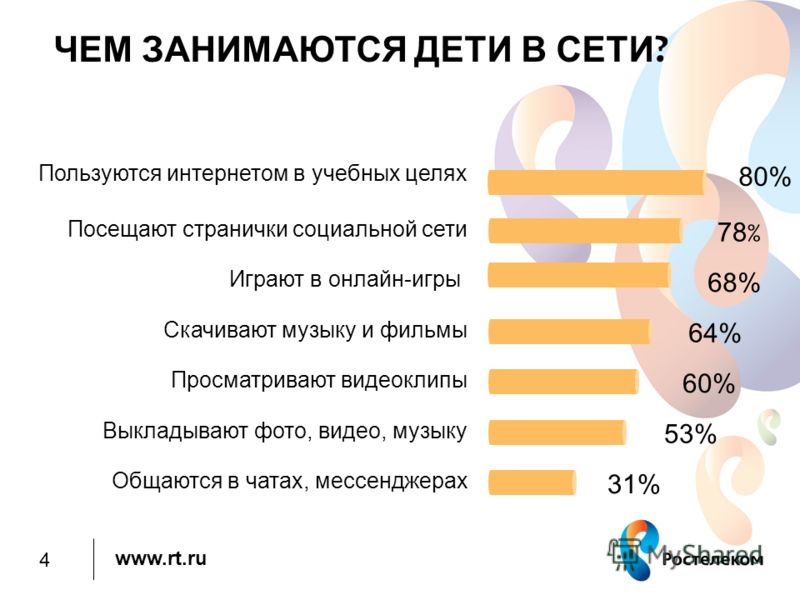 ЧЕМ ЗАНИМАЮТСЯ ДЕТИ В СЕТИ?
Пользуются интернетом в учебных целях 80%
Посещают странички социальной сети 78%
Играют в онлайн-игры 68%
Скачивают музыку и фильмы 64%
Просматривают видеоклипы 60%
Выкладывают фото, видео, музыку 53%
Общаются в чатах, мессенджерах 31%
4 www.rt.ru Ростелеком
MyShared